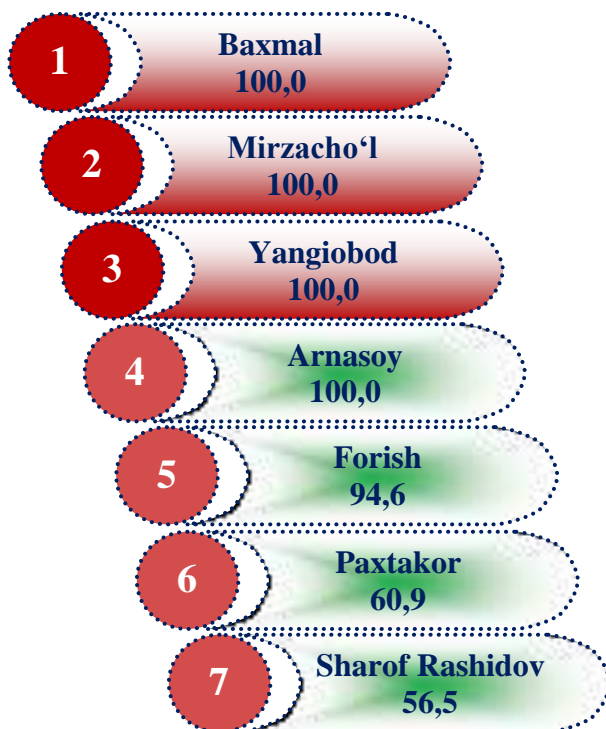 1
Baxmal
100,0
2
Mirzacho‘l
100,0
3
Yangiobod
100,0
4
Arnasoy
100,0
5
Forish
94,6
6
Paxtakor
60,9
7
Sharof Rashidov
56,5